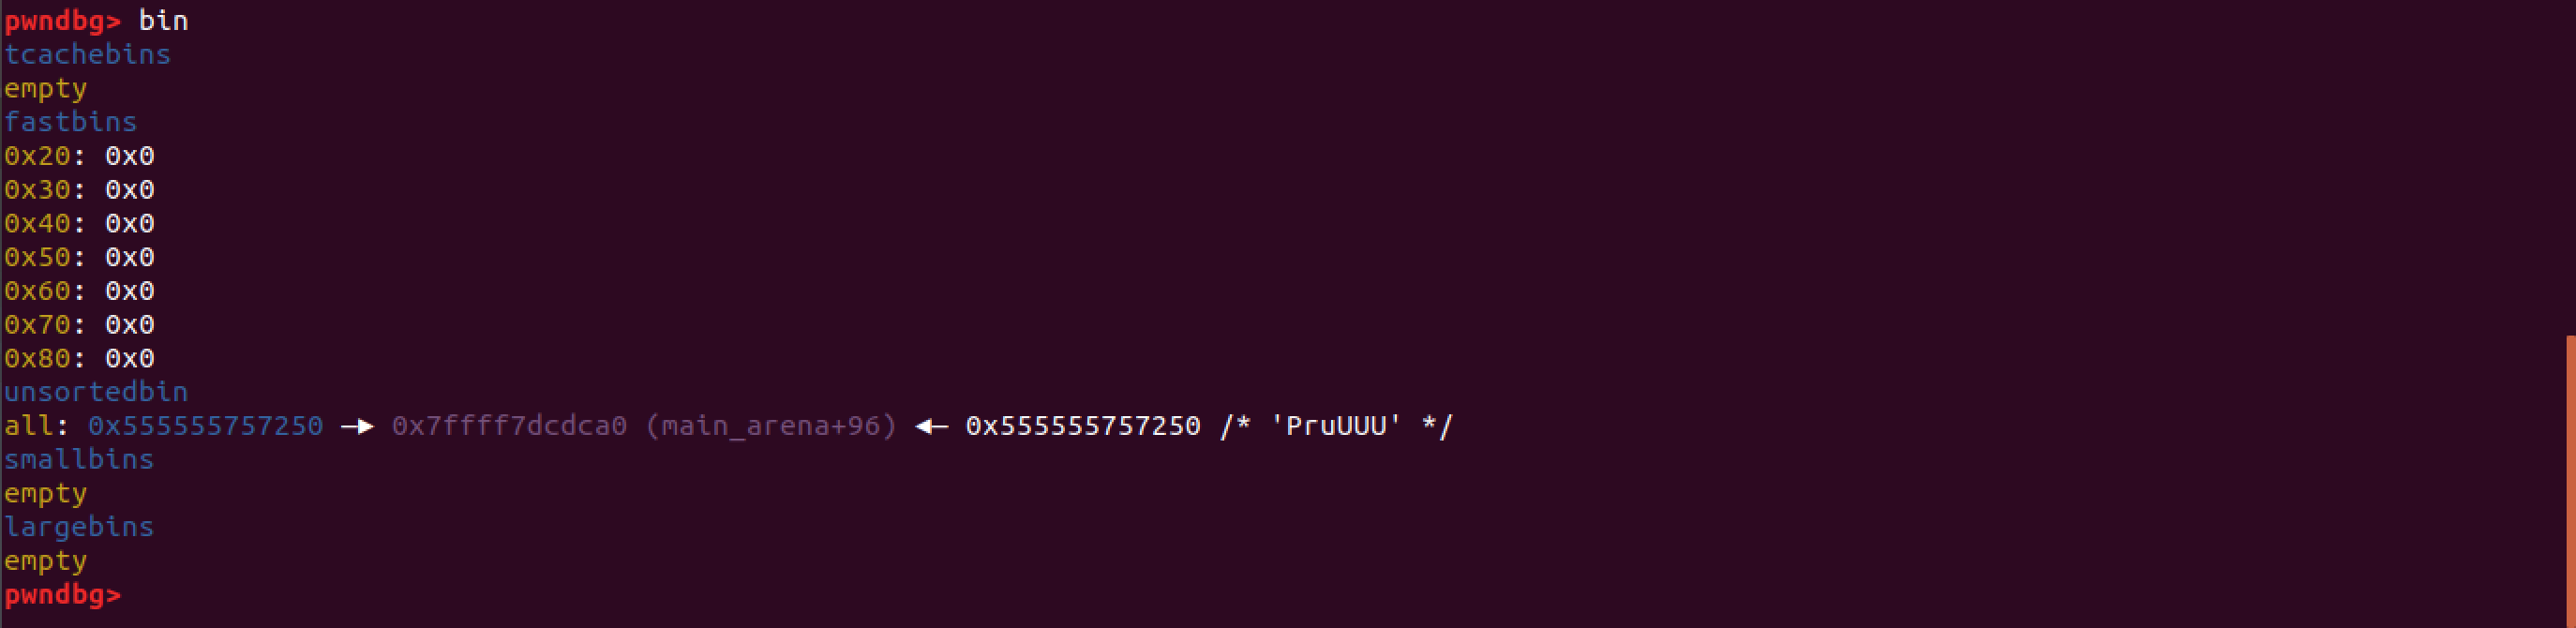 pwndbg> bin
tcachebins
empty
fastbins
0x20: 0x0
0x30: 0x0
0x40: 0x0
0x50: 0x0
0x60: 0x0
0x70: 0x0
0x80: 0x0
unsortedbin
all: 0x555555757250 —▸ 0x7ffff7dcdca0 (main_arena+96) ◂— 0x555555757250 /* 'PruUUU' */
smallbins
empty
largebins
empty
pwndbg>